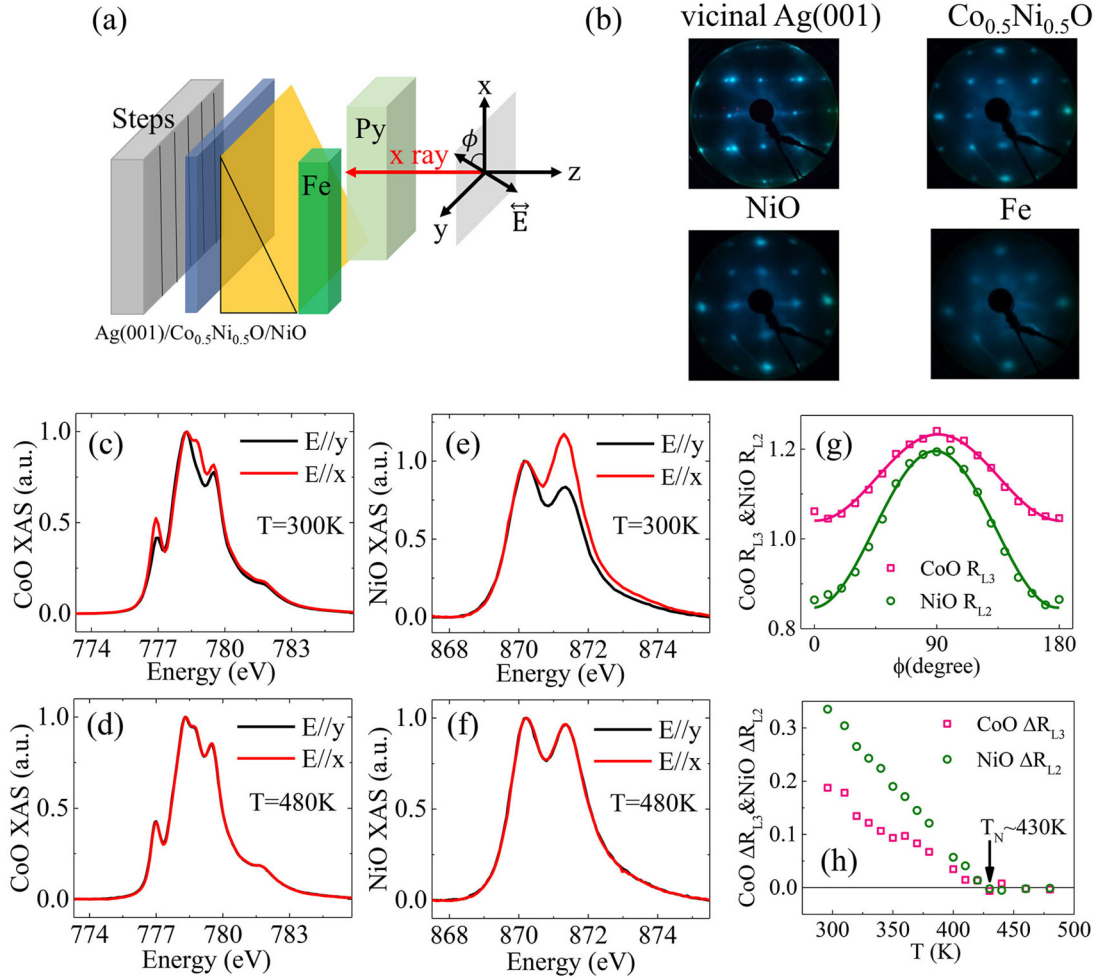 (a)
Steps
Fe
Py
x ray
x
ϕ
z
y
E
Ag(001)/Co0.5Ni0.5O/NiO
(b)
vicinal Ag(001)
Co0.5Ni0.5O
NiO
Fe
(c)
E//y
E//x
T=300K
CoO XAS (a.u.)
1.0
0.5
0.0
774 777 780 783
Energy (eV)
(e)
E//y
E//x
T=300K
NiO XAS (a.u.)
1.0
0.5
0.0
868 870 872 874
Energy (eV)
(g)
CoO RL3 &NiO RL2
1.2
1.0
0.8
CoO RL3
NiO RL2
0 90 180
ϕ(degree)
(d)
E//y
E//x
T=480K
CoO XAS (a.u.)
1.0
0.5
0.0
774 777 780 783
Energy (eV)
(f)
E//y
E//x
T=480K
NiO XAS (a.u.)
1.0
0.5
0.0
868 870 872 874
Energy (eV)
CoO ΔRL3&NiO ΔRL2
0.3
0.2
0.1
0.0
CoO ΔRL3
NiO ΔRL2
TN~430K
(h)
300 350 400 450 500
T (K)